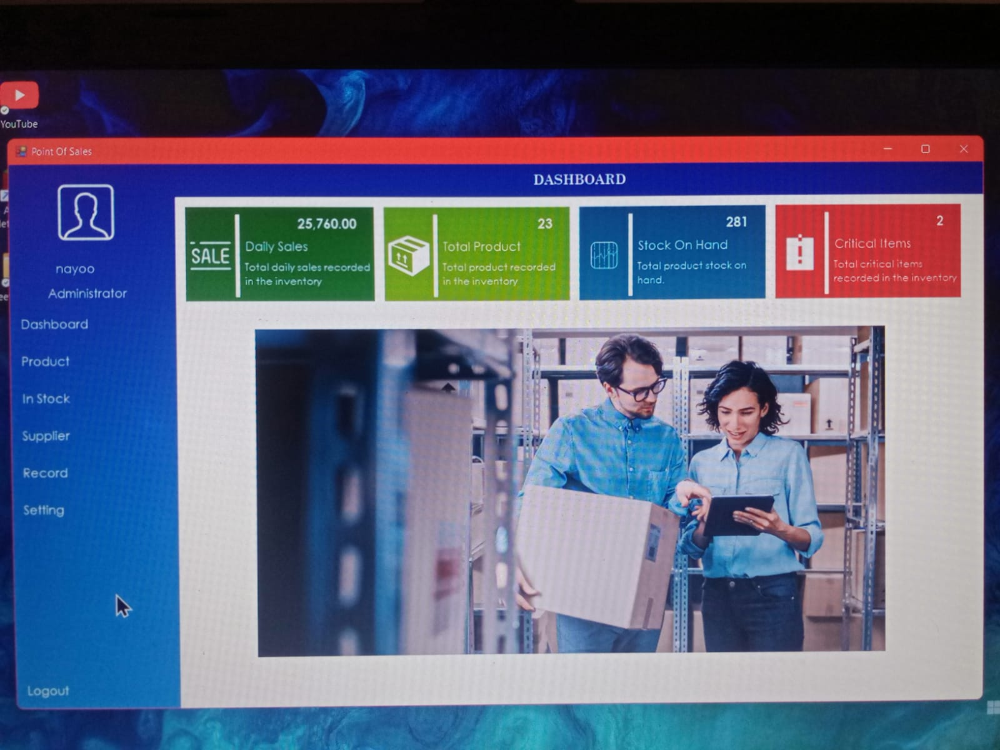 YouTube
Point Of Sales
DASHBOARD
nayoo
Administrator
Dashboard
Product
In Stock
Supplier
Record
Setting
Logout
SALE
25,760.00
Daily Sales
Total daily sales recorded
in the inventory
23
Total Product
Total product recorded
in the inventory
281
Stock On Hand
Total product stock on
hand.
2
Critical Items
Total critical items
recorded in the inventory